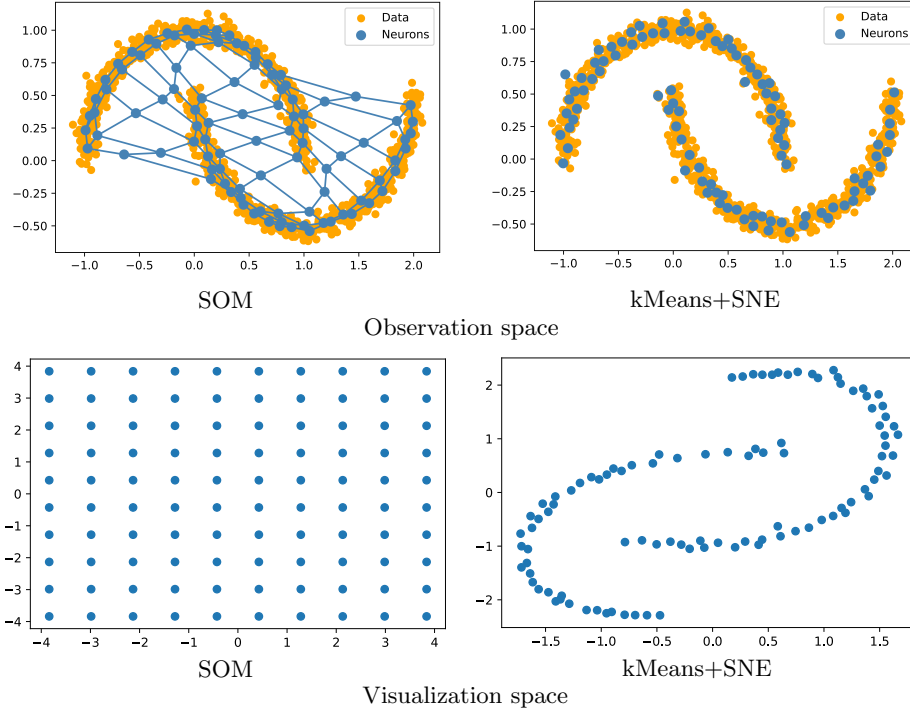 Data
Neurons
1.00
0.75
0.50
0.25
0.00
−0.25
−0.50
−1.0 −0.5 0.0 0.5 1.0 1.5 2.0
SOM
Data
Neurons
1.00
0.75
0.50
0.25
0.00
−0.25
−0.50
−1.0 −0.5 0.0 0.5 1.0 1.5 2.0
kMeans+SNE
Observation space
4
3
2
1
0
−1
−2
−3
−4
−4 −3 −2 −1 0 1 2 3 4
SOM
2
1
0
−1
−2
−1.5 −1.0 −0.5 0.0 0.5 1.0 1.5
kMeans+SNE
Visualization space